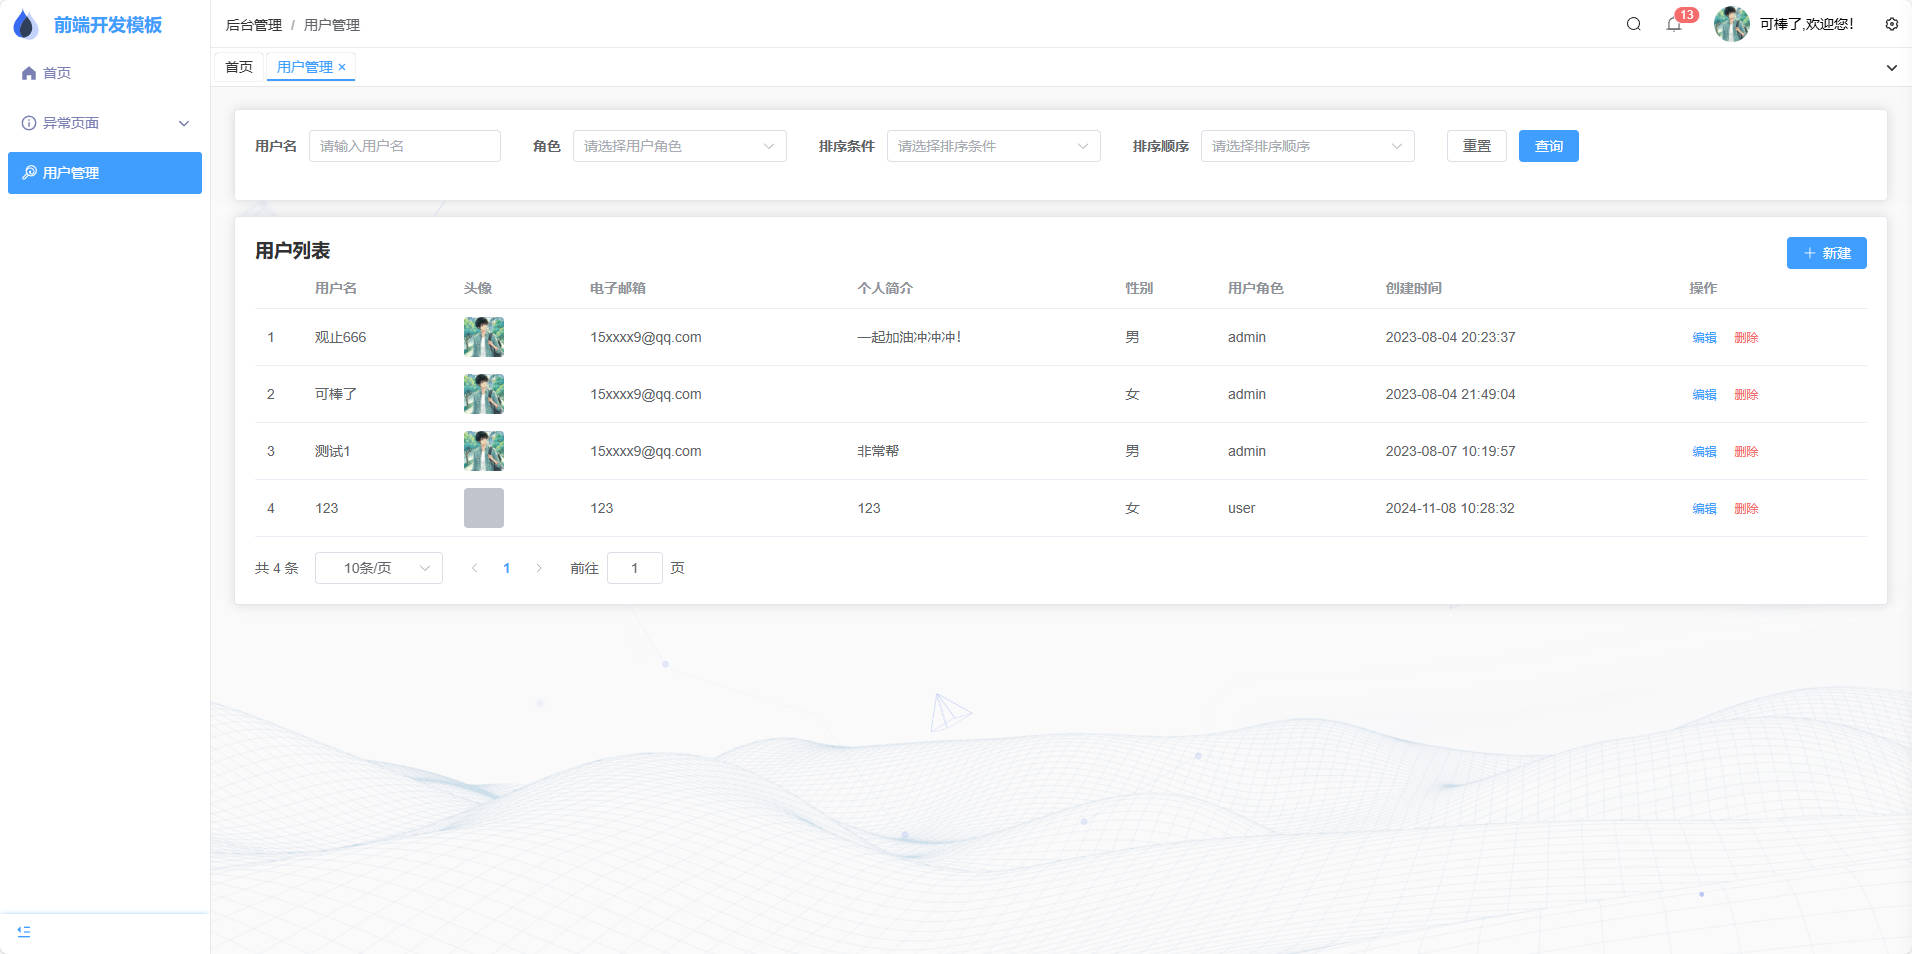 前端开发模板
首页
异常页面
用户管理
后台管理 / 用户管理
13
可棒了,欢迎您!
首页 用户管理 ×
用户名 请输入用户名 角色 请选择用户角色 排序条件 请选择排序条件 排序顺序 请选择排序顺序 重置 查询
用户列表
+ 新建
用户名 头像 电子邮箱 个人简介 性别 用户角色 创建时间 操作
1 观止666 15xxxx9@qq.com 一起加油冲冲冲! 男 admin 2023-08-04 20:23:37 编辑 删除
2 可棒了 15xxxx9@qq.com 女 admin 2023-08-04 21:49:04 编辑 删除
3 测试1 15xxxx9@qq.com 非常帮 男 admin 2023-08-07 10:19:57 编辑 删除
4 123 123 123 女 user 2024-11-08 10:28:32 编辑 删除
共 4 条 10条/页 < 1 > 前往 1 页